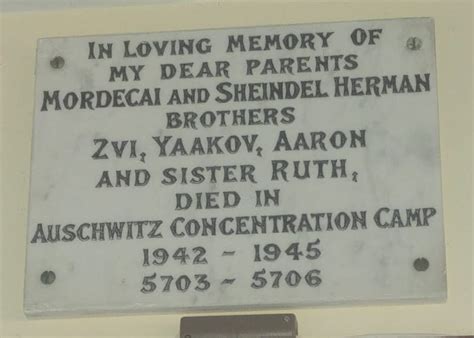 In Loving Memory Of
my dear parents
Mordecai and Sheindel Herman
brothers
Zvi, Yaakov, Aaron
and sister Ruth,
died in
Auschwitz Concentration Camp
1942 - 1945
5703 - 5706